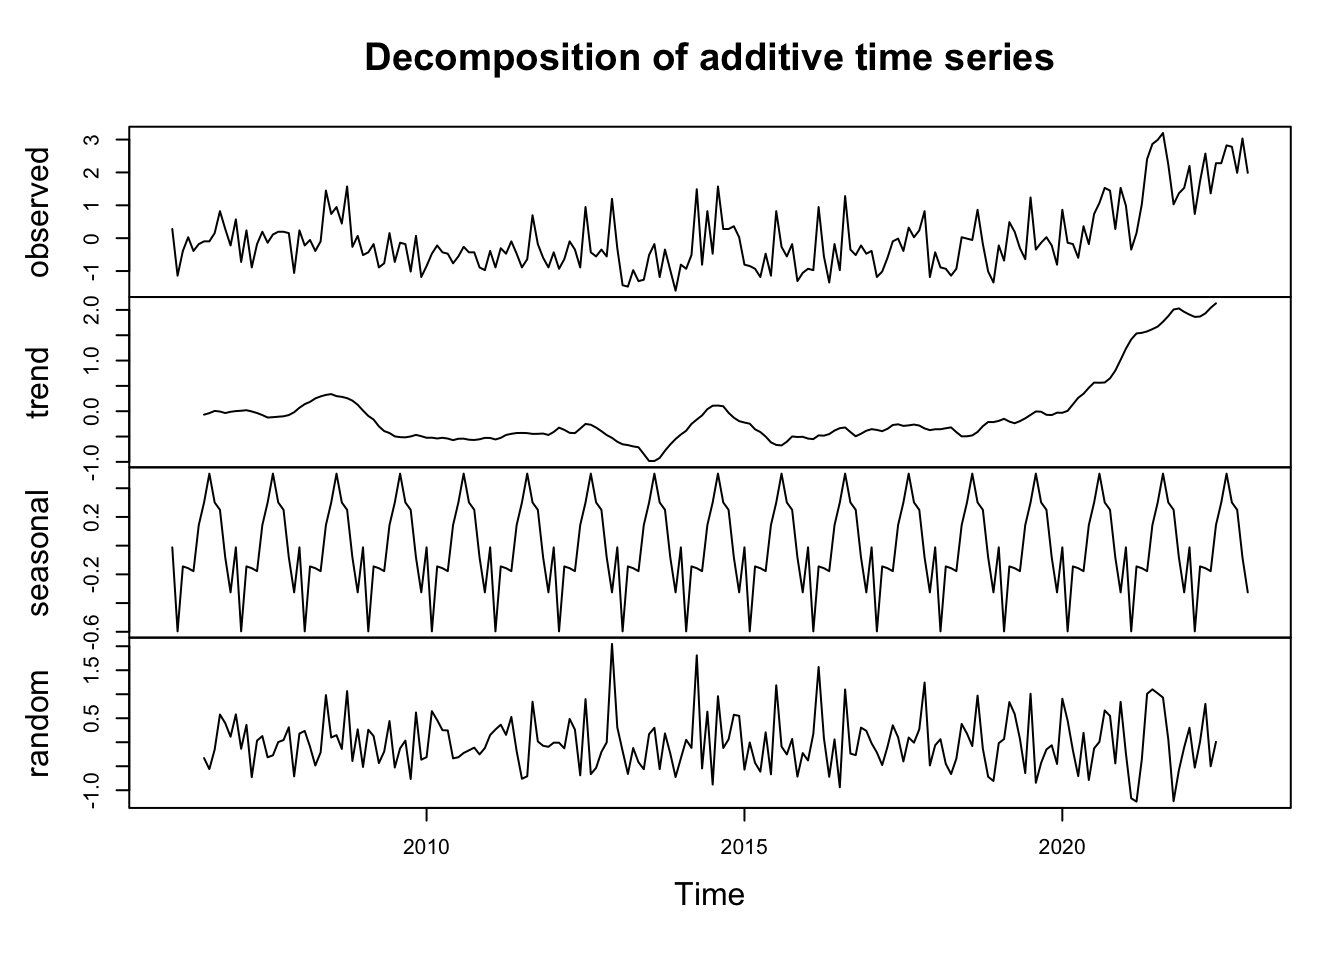 Decomposition of additive time series
observed
-1 0 1 2 3
trend
-1.0 0.0 1.0 2.0
seasonal
-0.6 -0.2 0.2
random
-1.0 0.5 1.5
2010 2015 2020
Time